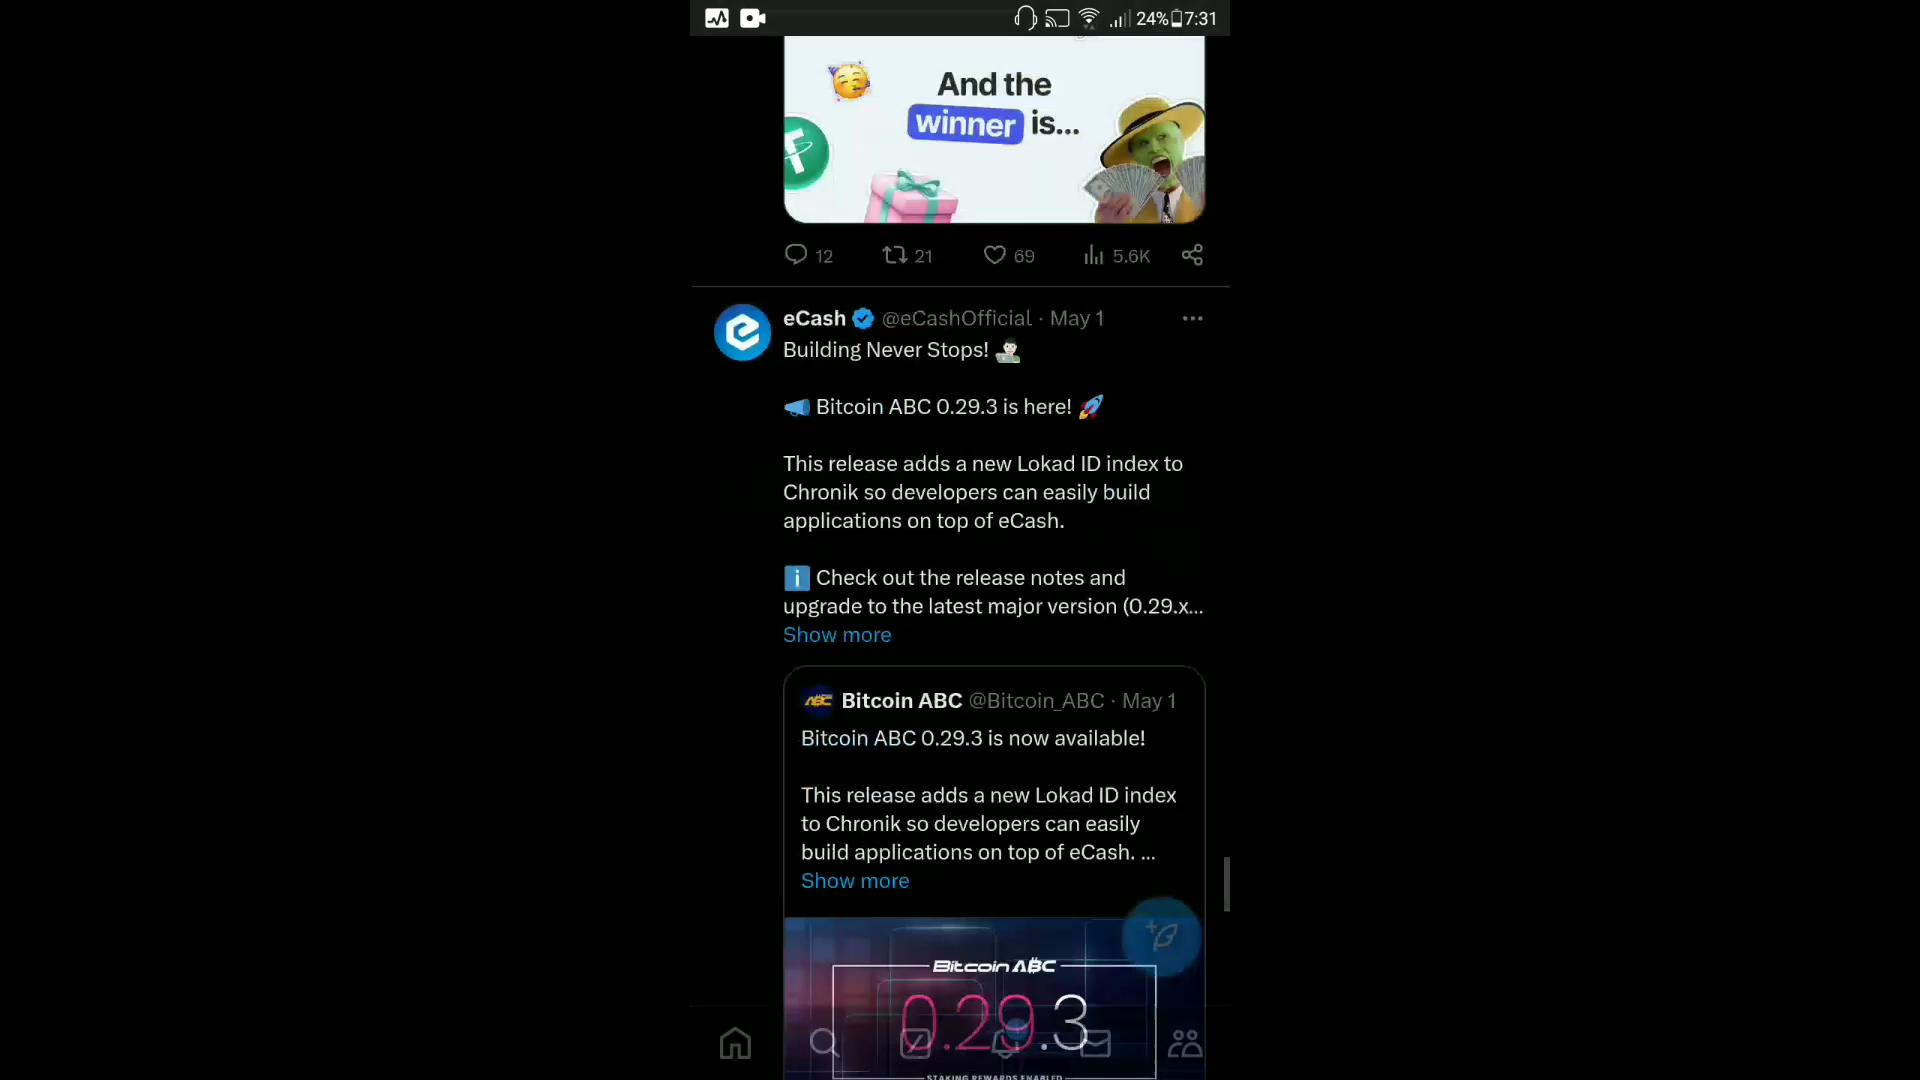 24% 7:31
And the
winner is...
12 21 69 5.6K
eCash @eCashOfficial · May 1
Building Never Stops!
Bitcoin ABC 0.29.3 is here!
This release adds a new Lokad ID index to
Chronik so developers can easily build
applications on top of eCash.
Check out the release notes and
upgrade to the latest major version (0.29.x...
Show more
ABC Bitcoin ABC @Bitcoin_ABC · May 1
Bitcoin ABC 0.29.3 is now available!
This release adds a new Lokad ID index
to Chronik so developers can easily
build applications on top of eCash. ...
Show more
Bitcoin ABC
0.29.3
STAKING REWARDS ENABLED